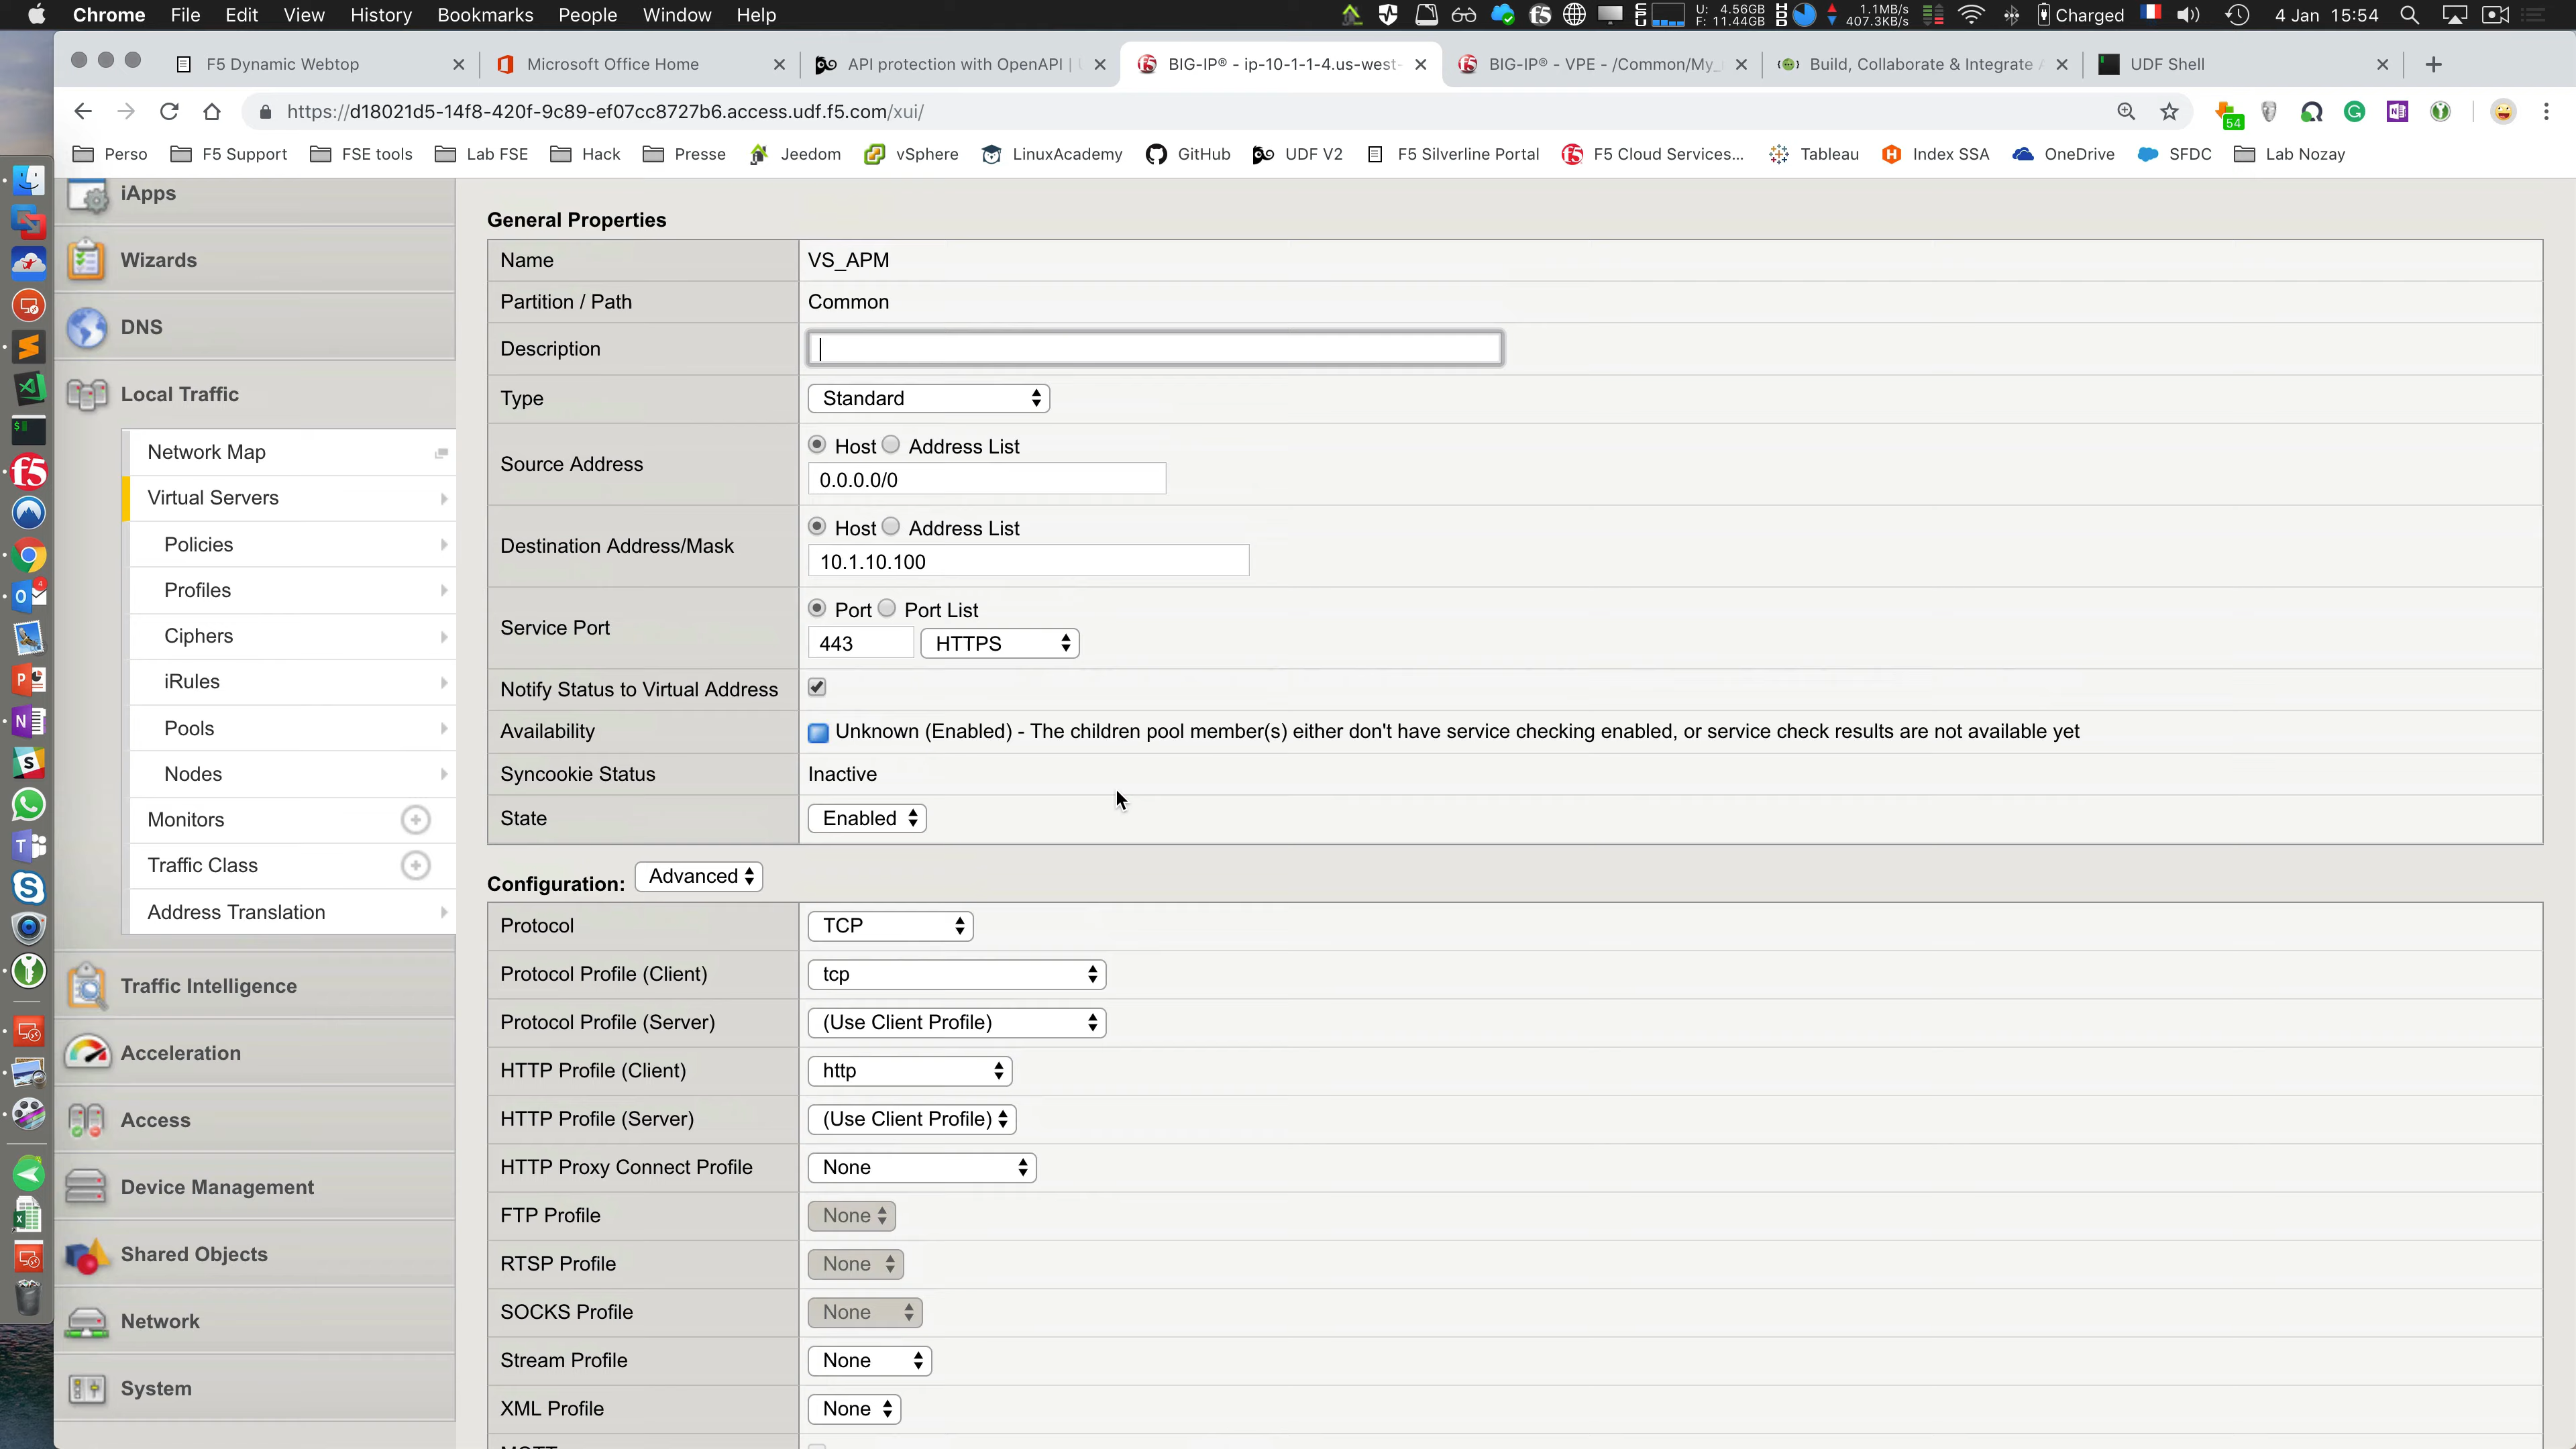 Chrome File Edit View History Bookmarks People Window Help
U: 4.56GB F: 11.44GB 1.1MB/s 407.3KB/s Charged 4 Jan 15:54
F5 Dynamic Webtop
Microsoft Office Home
API protection with OpenAPI |
BIG-IP® - ip-10-1-1-4.us-west-
BIG-IP® - VPE - /Common/My_
Build, Collaborate & Integrate A
UDF Shell
https://d18021d5-14f8-420f-9c89-ef07cc8727b6.access.udf.f5.com/xui/
54
Perso F5 Support FSE tools Lab FSE Hack Presse Jeedom vSphere LinuxAcademy GitHub UDF V2 F5 Silverline Portal F5 Cloud Services... Tableau Index SSA OneDrive SFDC Lab Nozay
iApps
Wizards
DNS
Local Traffic
Network Map
Virtual Servers
Policies
Profiles
Ciphers
iRules
Pools
Nodes
Monitors
Traffic Class
Address Translation
Traffic Intelligence
Acceleration
Access
Device Management
Shared Objects
Network
System
General Properties
Name VS_APM
Partition / Path Common
Description
Type Standard
Source Address Host Address List
0.0.0.0/0
Destination Address/Mask Host Address List
10.1.10.100
Service Port Port Port List
443 HTTPS
Notify Status to Virtual Address
Availability Unknown (Enabled) - The children pool member(s) either don't have service checking enabled, or service check results are not available yet
Syncookie Status Inactive
State Enabled
Configuration: Advanced
Protocol TCP
Protocol Profile (Client) tcp
Protocol Profile (Server) (Use Client Profile)
HTTP Profile (Client) http
HTTP Profile (Server) (Use Client Profile)
HTTP Proxy Connect Profile None
FTP Profile None
RTSP Profile None
SOCKS Profile None
Stream Profile None
XML Profile None